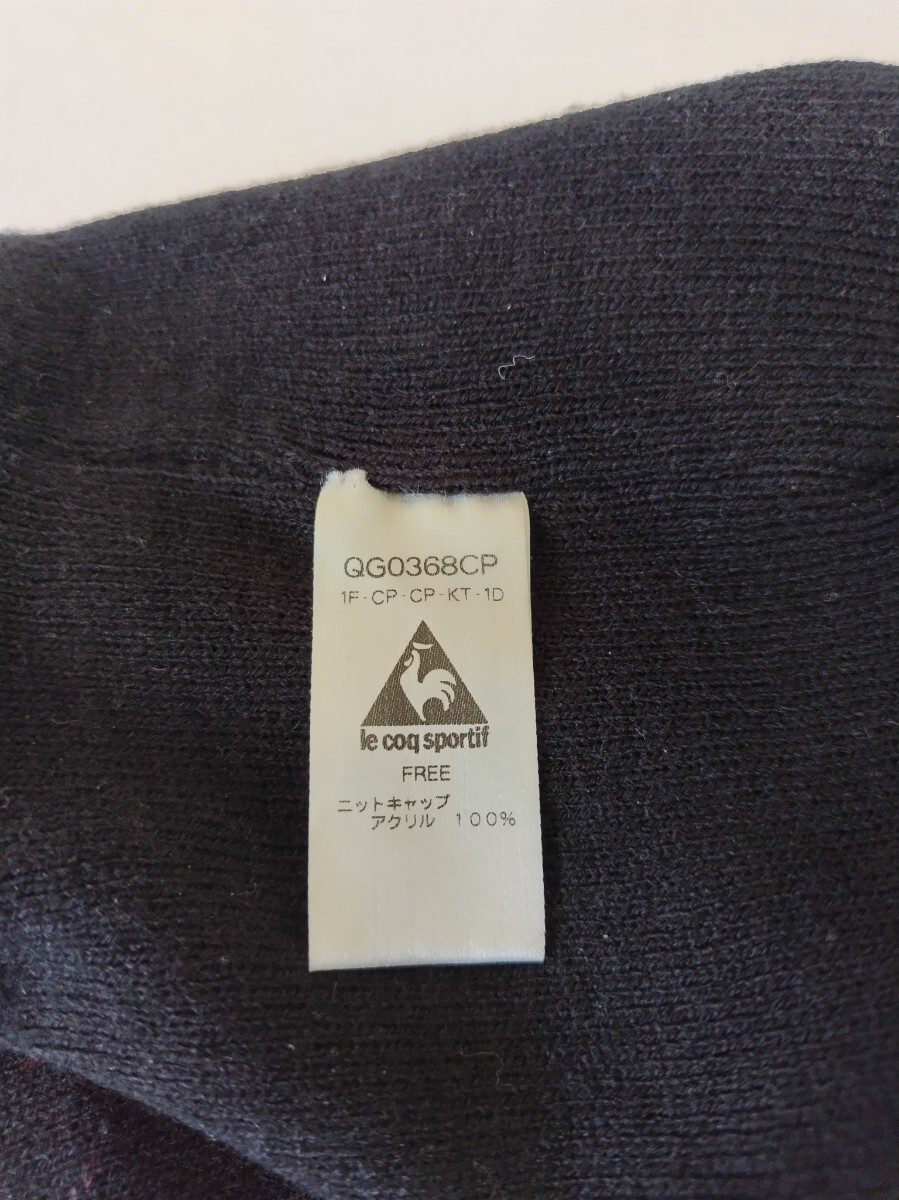 QG0368CP
1F-CP-CP-KT-1D
le coq sportif
FREE
ニットキャップ
アクリル 100%